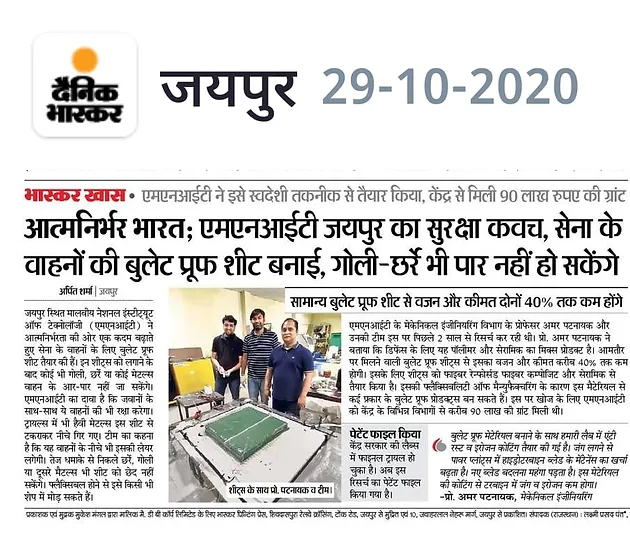 दैनिक
भास्कर
जयपुर 29-10-2020
भास्कर खास • एमएनआईटी ने इसे स्वदेशी तकनीक से तैयार किया, केंद्र से मिली 90 लाख रुपए की ग्रांट
आत्मनिर्भर भारत; एमएनआईटी जयपुर का सुरक्षा कवच, सेना के
वाहनों की बुलेट प्रूफ शीट बनाई, गोली-छर्रे भी पार नहीं हो सकेंगे
अर्पित शर्मा | जयपुर
जयपुर स्थित मालवीय नेशनल इंस्टीट्यूट
ऑफ टेक्नोलॉजी (एमएनआईटी) ने
आत्मनिर्भरता की ओर एक कदम बढ़ाते
हुए सेना के वाहनों के लिए बुलेट प्रूफ
शीट तैयार की हैं। इन शीट्स को लगाने के
बाद कोई भी गोली, छर्रे या कोई मेटल्स
वाहन के आर-पार नहीं जा सकेंगे।
एमएनआईटी का दावा है कि जवानों के
साथ-साथ ये वाहनों की भी रक्षा करेगा।
ट्रायल्स में भी हैवी मेटल्स इस शीट से
टकराकर नीचे गिर गए। टीम का कहना
है कि यह वाहनों के नीचे भी इसकी लेयर
लगेगी। तेज धमाके से निकले छर्रे, गोली
या दूसरे मैटल्स भी शीट को छेद नहीं
सकेंगे। फ्लैक्सिबल होने से इसे किसी भी
शेप में मोड़ सकते हैं।
शीट्स के साथ प्रो. पटनायक व टीम।
सामान्य बुलेट प्रूफ शीट से वजन और कीमत दोनों 40% तक कम होंगे
एमएनआईटी के मेकेनिकल इंजीनियरिंग विभाग के प्रोफेसर अमर पटनायक और
उनकी टीम इस पर पिछले 2 साल से रिसर्च कर रही थी। प्रो. अमर पटनायक ने
बताया कि डिफेंस के लिए यह पॉलीमर और सेरामिक का मिक्स प्रोडक्ट है। आमतौर
पर मिलने वाली बुलेट प्रूफ शीट्स से इसका वजन और कीमत करीब 40% तक कम
होगी। इसके लिए शीट्स को फाइबर रेनफोर्सड फाइबर कम्पोजिट और सेरामिक से
तैयार किया है। इसकी फ्लैक्सिबलिटी ऑफ मैन्युफैक्चरिंग के कारण इस मैटेरियल से
कई प्रकार के बुलेट प्रूफ प्रोडक्ट्स बन सकते हैं। इस पर खोज के लिए एमएनआईटी
को केंद्र के विभिन्न विभागों से करीब 90 लाख की ग्रांट मिली थी।
पेटेंट फाइल किया
केंद्र सरकार की लैब्स
में फाइनल ट्रायल हो
चुका है। अब इस
रिसर्च का पेटेंट फाइल
किया गया है।
बुलेट प्रूफ मेटेरियल बनाने के साथ हमारी लैब में एंटी
रस्ट व इरोजन कोटिंग तैयार की गई है। जंग लगने से
पावर प्लांट्स में हाइड्रोटरबाइन ब्लेड के मेंटेनेंस का खर्चा
बढ़ता है। नए ब्लेड बदलना महंगा पड़ता है। इस मेटेरियल
की कोटिंग से टरबाइन में जंग व इरोजन कम होगा।
-प्रो. अमर पटनायक, मेकेनिकल इंजीनियरिंग
प्रकाशक एवं मुद्रक मुकेश मंगल द्वारा मालिक मै. डी बी कॉर्प लिमिटेड के लिए भास्कर प्रिंटिंग प्रेस, शिवदासपुरा रेलवे क्रॉसिंग, टोंक रोड, जयपुर से मुद्रित एवं 10, जवाहरलाल नेहरू मार्ग, जयपुर से प्रकाशित। संपादक (राजस्थान) : लक्ष्मी प्रसाद पंत*,